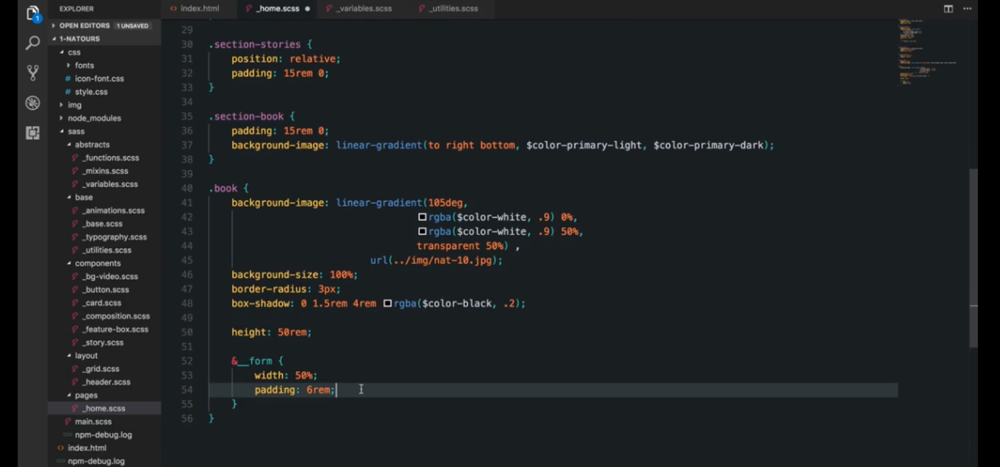 EXPLORER
index.html
_home.scss
_variables.scss
_utilities.scss
1
OPEN EDITORS 1 UNSAVED
1-NATOURS
css
fonts
icon-font.css
style.css
img
node_modules
sass
abstracts
_functions.scss
_mixins.scss
_variables.scss
base
_animations.scss
_base.scss
_typography.scss
_utilities.scss
components
_bg-video.scss
_button.scss
_card.scss
_composition.scss
_feature-box.scss
_story.scss
layout
_grid.scss
_header.scss
pages
_home.scss
main.scss
npm-debug.log
index.html
npm-debug.log
29
30 .section-stories {
31 position: relative;
32 padding: 15rem 0;
33 }
34
35 .section-book {
36 padding: 15rem 0;
37 background-image: linear-gradient(to right bottom, $color-primary-light, $color-primary-dark);
38 }
39
40 .book {
41 background-image: linear-gradient(105deg,
42 rgba($color-white, .9) 0%,
43 rgba($color-white, .9) 50%,
44 transparent 50%) ,
45 url(../img/nat-10.jpg);
46 background-size: 100%;
47 border-radius: 3px;
48 box-shadow: 0 1.5rem 4rem rgba($color-black, .2);
49
50 height: 50rem;
51
52 &__form {
53 width: 50%;
54 padding: 6rem;
55 }
56 }